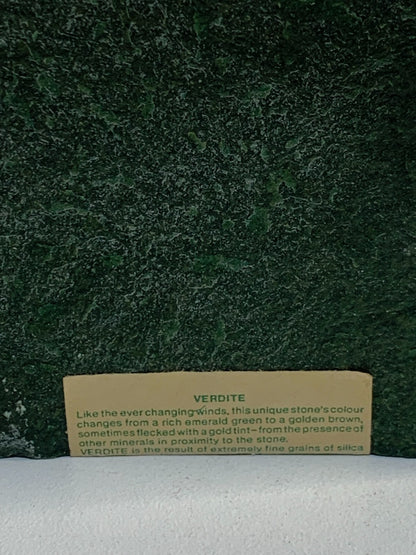 VERDITE
Like the ever changing winds, this unique stone's colour
changes from a rich emerald green to a golden brown,
sometimes flecked with a gold tint–from the presence of
other minerals in proximity to the stone.
VERDITE is the result of extremely fine grains of silica